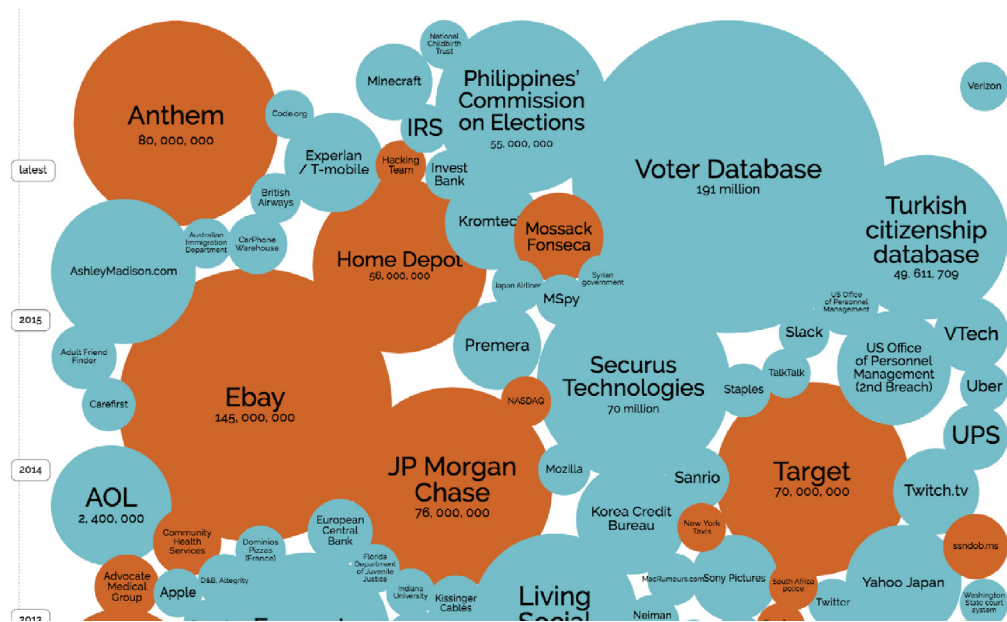 National
Childbirth
Trust
Minecraft
Philippines'
Commission
on Elections
55, 000, 000
Verizon
Anthem
80, 000, 000
Code.org
IRS
Experian
/ T-mobile
Hacking
Team
Invest
Bank
Voter Database
191 million
latest
British
Airways
Kromtec
Mossack
Fonseca
Turkish
citizenship
database
49, 611, 709
Australian
Immigration
Department
CarPhone
Warehouse
AshleyMadison.com
Home Depot
56, 000, 000
Japan Airlines
MSpy
Syrian
government
US Office
of Personnel
Management
2015
Slack
VTech
Adult Friend
Finder
Premera
Securus
Technologies
70 million
US Office
of Personnel
Management
(2nd Breach)
TalkTalk
Staples
Uber
Carefirst
Ebay
145, 000, 000
NASDAQ
UPS
2014
JP Morgan
Chase
76, 000, 000
Mozilla
Sanrio
Target
70, 000, 000
AOL
2, 400, 000
Twitch.tv
Korea Credit
Bureau
European
Central
Bank
New York
Taxis
Community
Health
Services
Dominios
Pizzas
(France)
ssndob.ms
Florida
Department
of Juvenile
Justice
Advocate
Medical
Group
Apple
D&B, Altegrity
Indiana
University
Kissinger
Cables
Living
Social
MacRumours.com
Sony Pictures
South Africa
police
Twitter
Yahoo Japan
Washington
State court
system
Neiman
2013